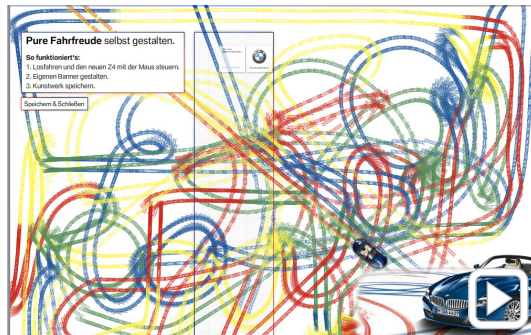 Pure Fahrfreude selbst gestalten.
So funktioniert's:
1. Losfahren und den neuen Z4 mit der Maus steuern.
2. Eigenen Banner gestalten.
3. Kunstwerk speichern.
Speichern & Schließen
BMW